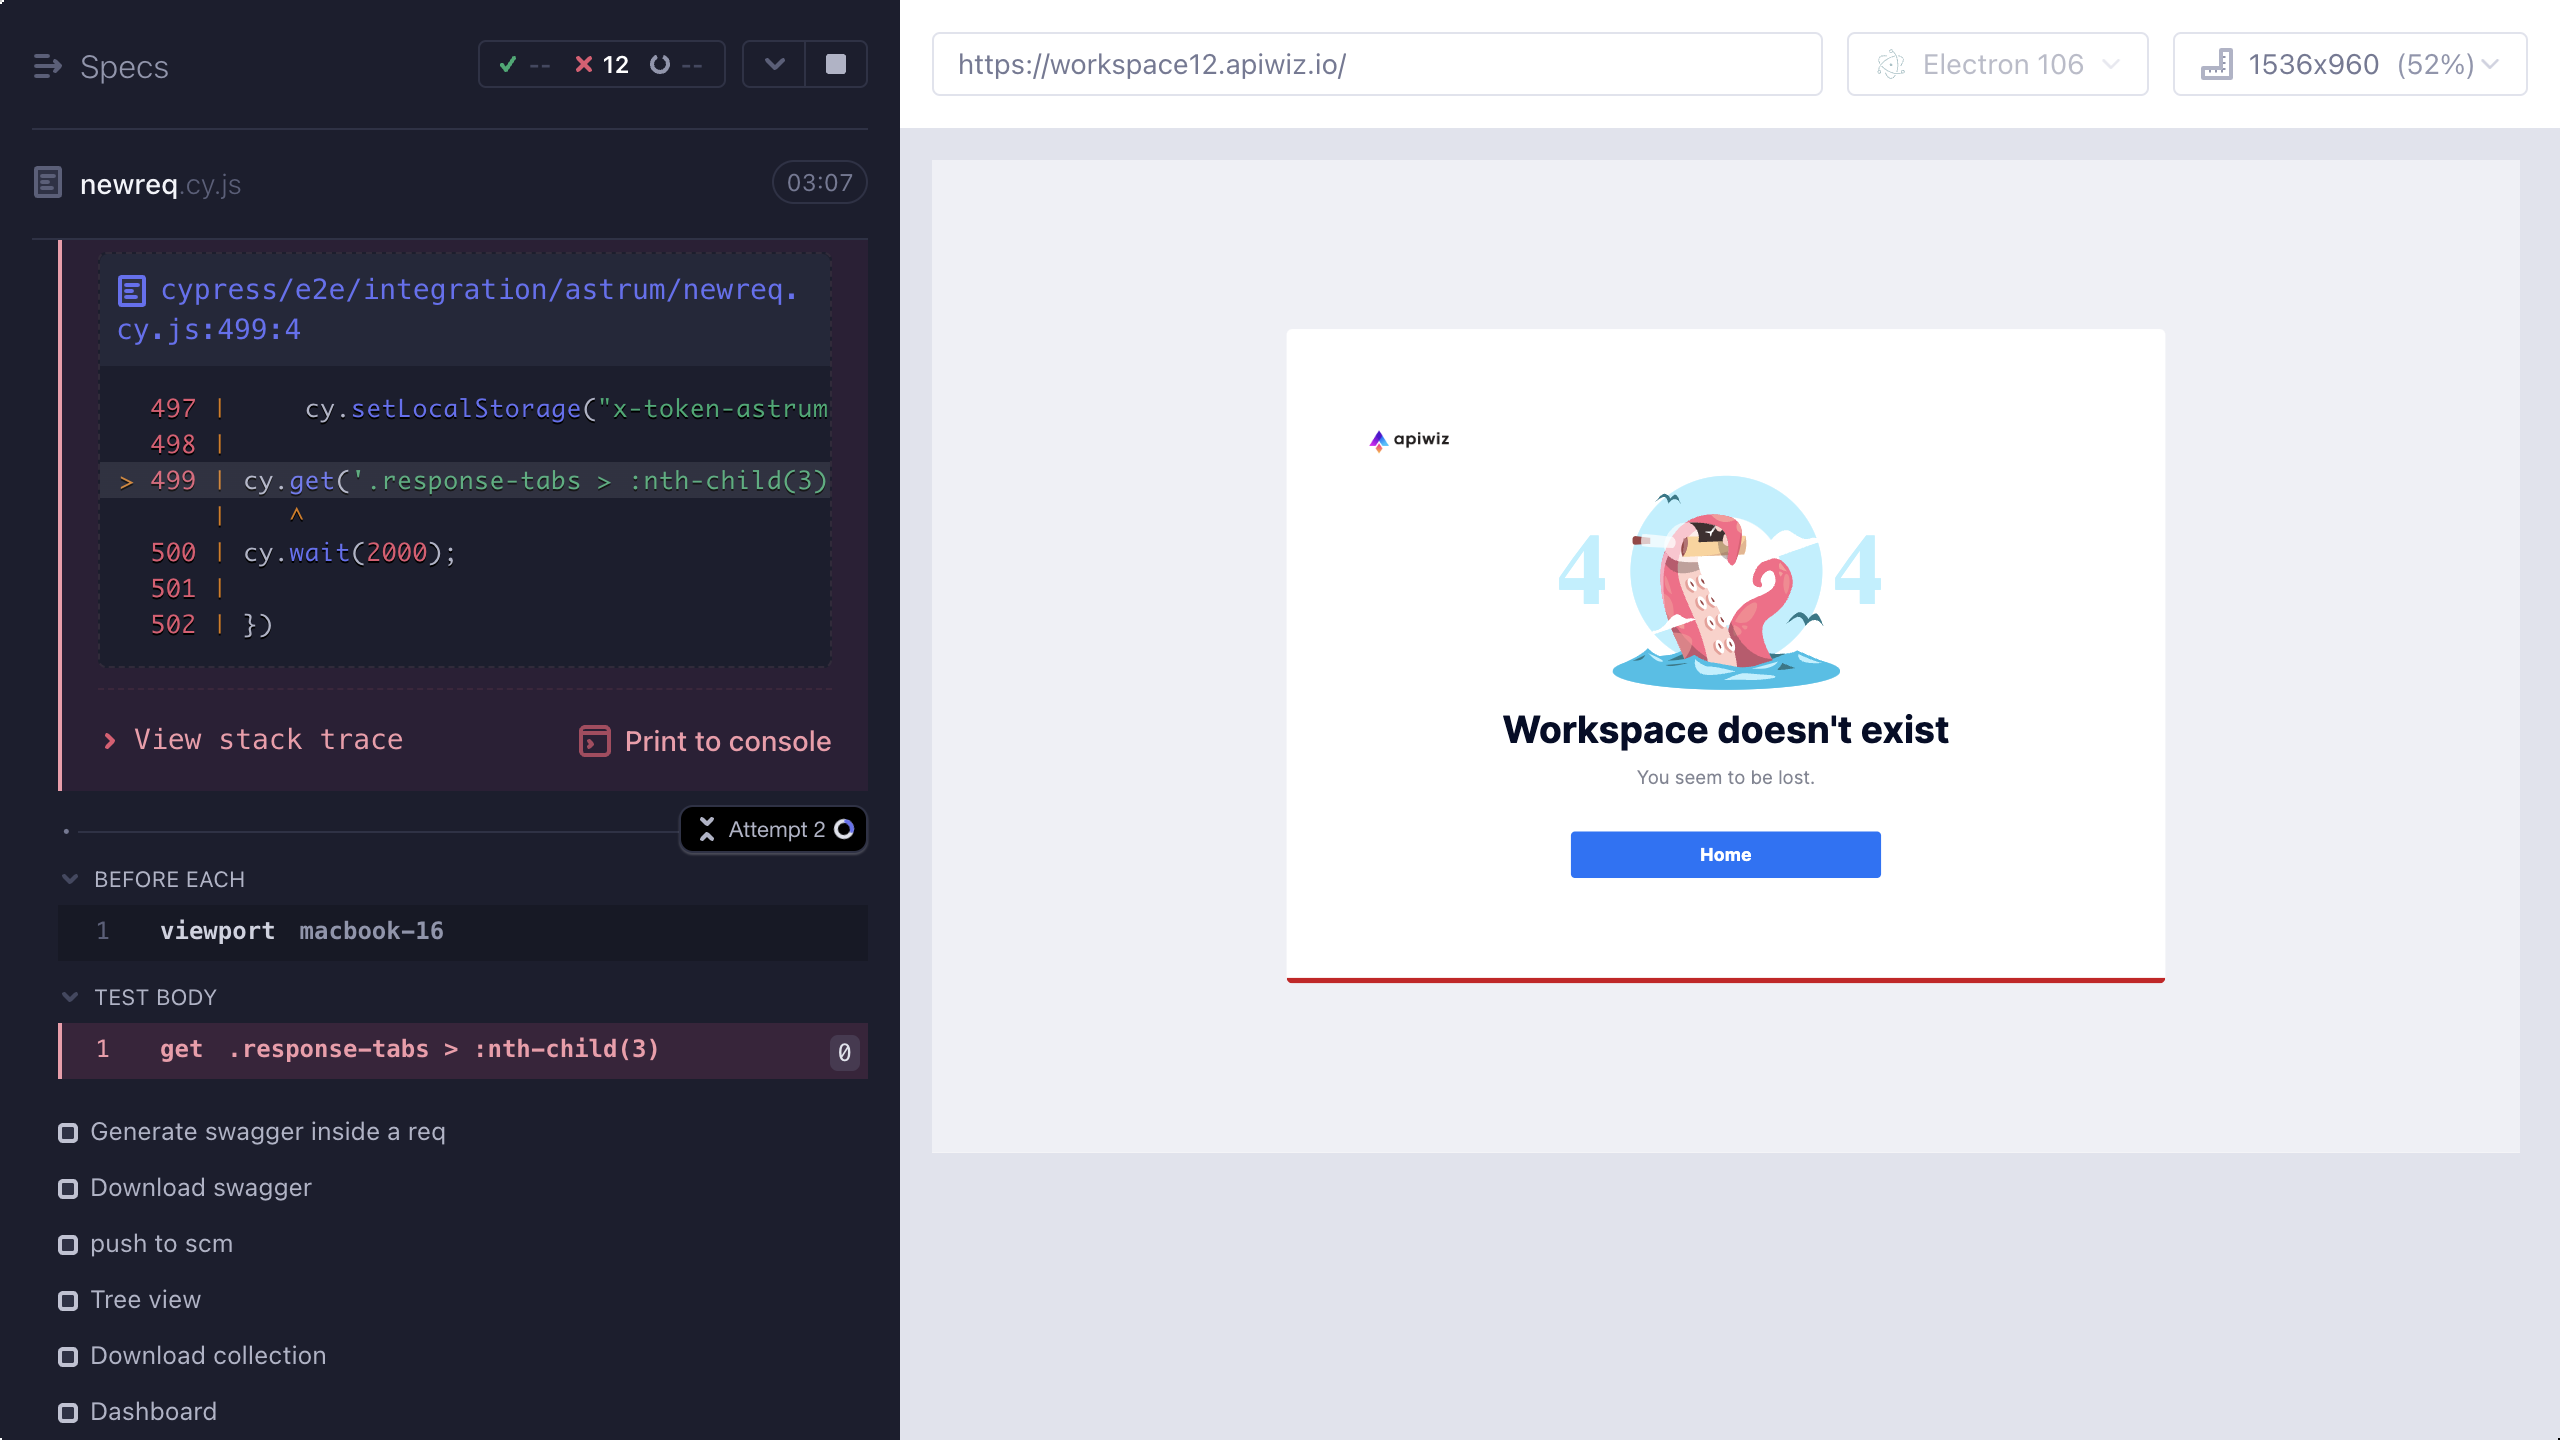 Specs
-- 12 --
newreq.cy.js
03:07
cypress/e2e/integration/astrum/newreq.
cy.js:499:4
497 | cy.setLocalStorage("x-token-astrum
498 |
> 499 | cy.get('.response-tabs > :nth-child(3)
| ^
500 | cy.wait(2000);
501 |
502 | })
View stack trace
Print to console
Attempt 2
BEFORE EACH
1 viewport macbook-16
TEST BODY
1 get .response-tabs > :nth-child(3) 0
Generate swagger inside a req
Download swagger
push to scm
Tree view
Download collection
Dashboard
https://workspace12.apiwiz.io/
Electron 106
1536x960 (52%)
apiwiz
4 4
Workspace doesn't exist
You seem to be lost.
Home